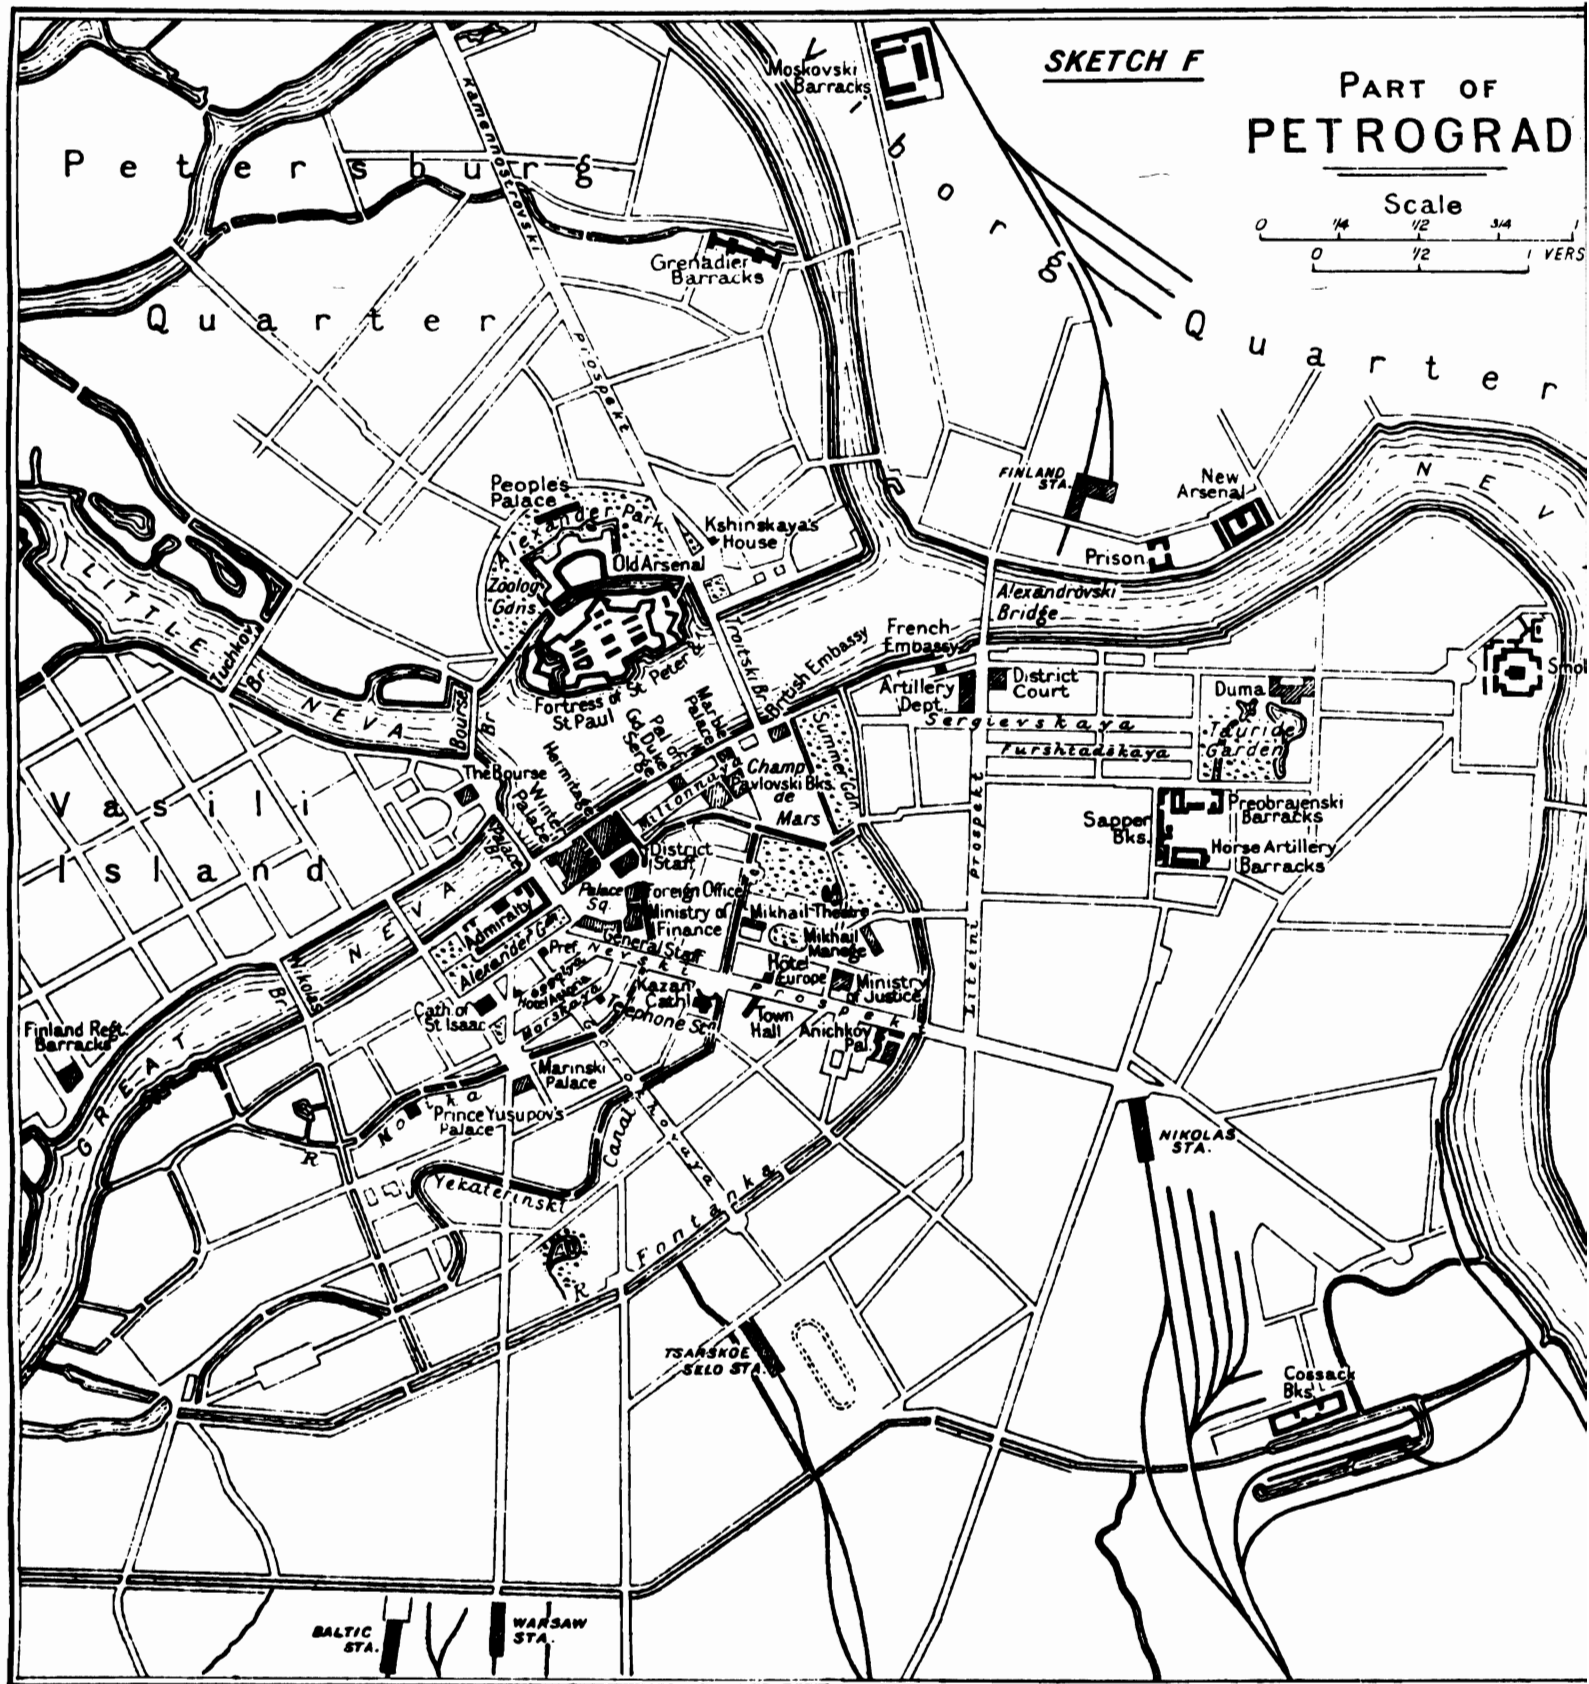 SKETCH F
PART OF
PETROGRAD
Scale
0 1/4 1/2 3/4 1
0 1/2 1 VERS
Moskovski
Barracks
Viborg
Quarter
Petersburg
Quarter
Kamennostrovski
Prospekt
Grenadier
Barracks
People's
Palace
Alexander Park
Kshinskaya's
House
Old Arsenal
Zoolog
Gdns
FINLAND
STA.
New
Arsenal
Prison
NEV
Alexandrovski
Bridge
LITTLE
NEVA
Tuchkov
Br
Bourse
Br
Fortress of St Peter &
St Paul
Troitski Br
British Embassy
French
Embassy
Artillery
Dept.
District
Court
Duma
Smol
Sergievskaya
Furshtadskaya
Tauride
Garden
Summer Gdn
Marble
Palace
Pal. of
Gd Duke
Serge
Hermitage
Winter
Palace
The Bourse
Palace
Br
Miltonnaya
Champ
de
Mars
Pavlovski Bks.
Vasili
Island
District
Staff
Palace
Sq.
Foreign Office
Ministry of
Finance
General Staff
Admiralty
Alexander Gdn
Pref.
Nevski
Prospekt
Mikhail Theatre
Mikhail
Manège
Hôtel
Europe
Ministry
of Justice
Kazan
Cathl
Town
Hall
Anichkov
Pal.
Telephone Sta
Hotel Astoria
Morskaya
Gorokhovaya
Cath. of
St Isaac
Liteini Prospekt
Sapper
Bks.
Preobrajenski
Barracks
Horse Artillery
Barracks
Nikolas
Br
GREAT
NEVA
Finland Regt.
Barracks
Marinski
Palace
Prince Yusupov's
Palace
R
Moika
Yekaterinski
Canal
R
Fontanka
NIKOLAS
STA.
TSARSKOE
SELO STA.
Cossack
Bks.
BALTIC
STA.
WARSAW
STA.